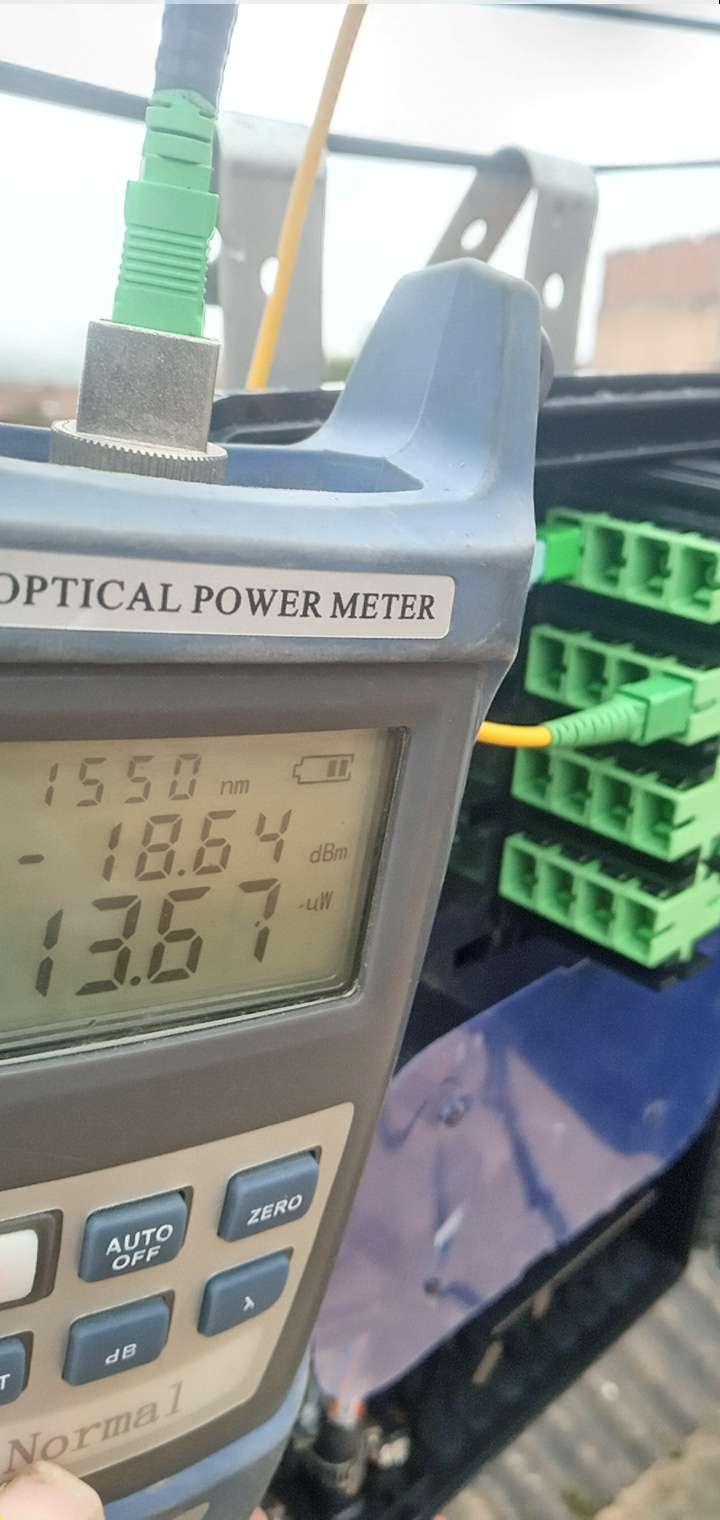 OPTICAL POWER METER
1550 nm
-18.64 dBm
13.67 uW
AUTO OFF
ZERO
dB
λ
Normal